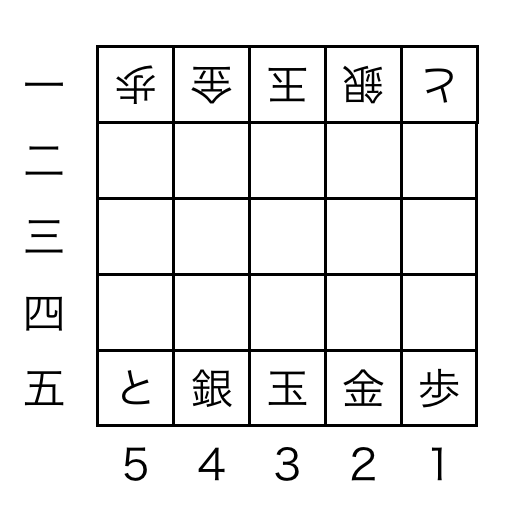 一 歩 金 王 銀 と
二
三
四
五 と 銀 玉 金 歩
5 4 3 2 1